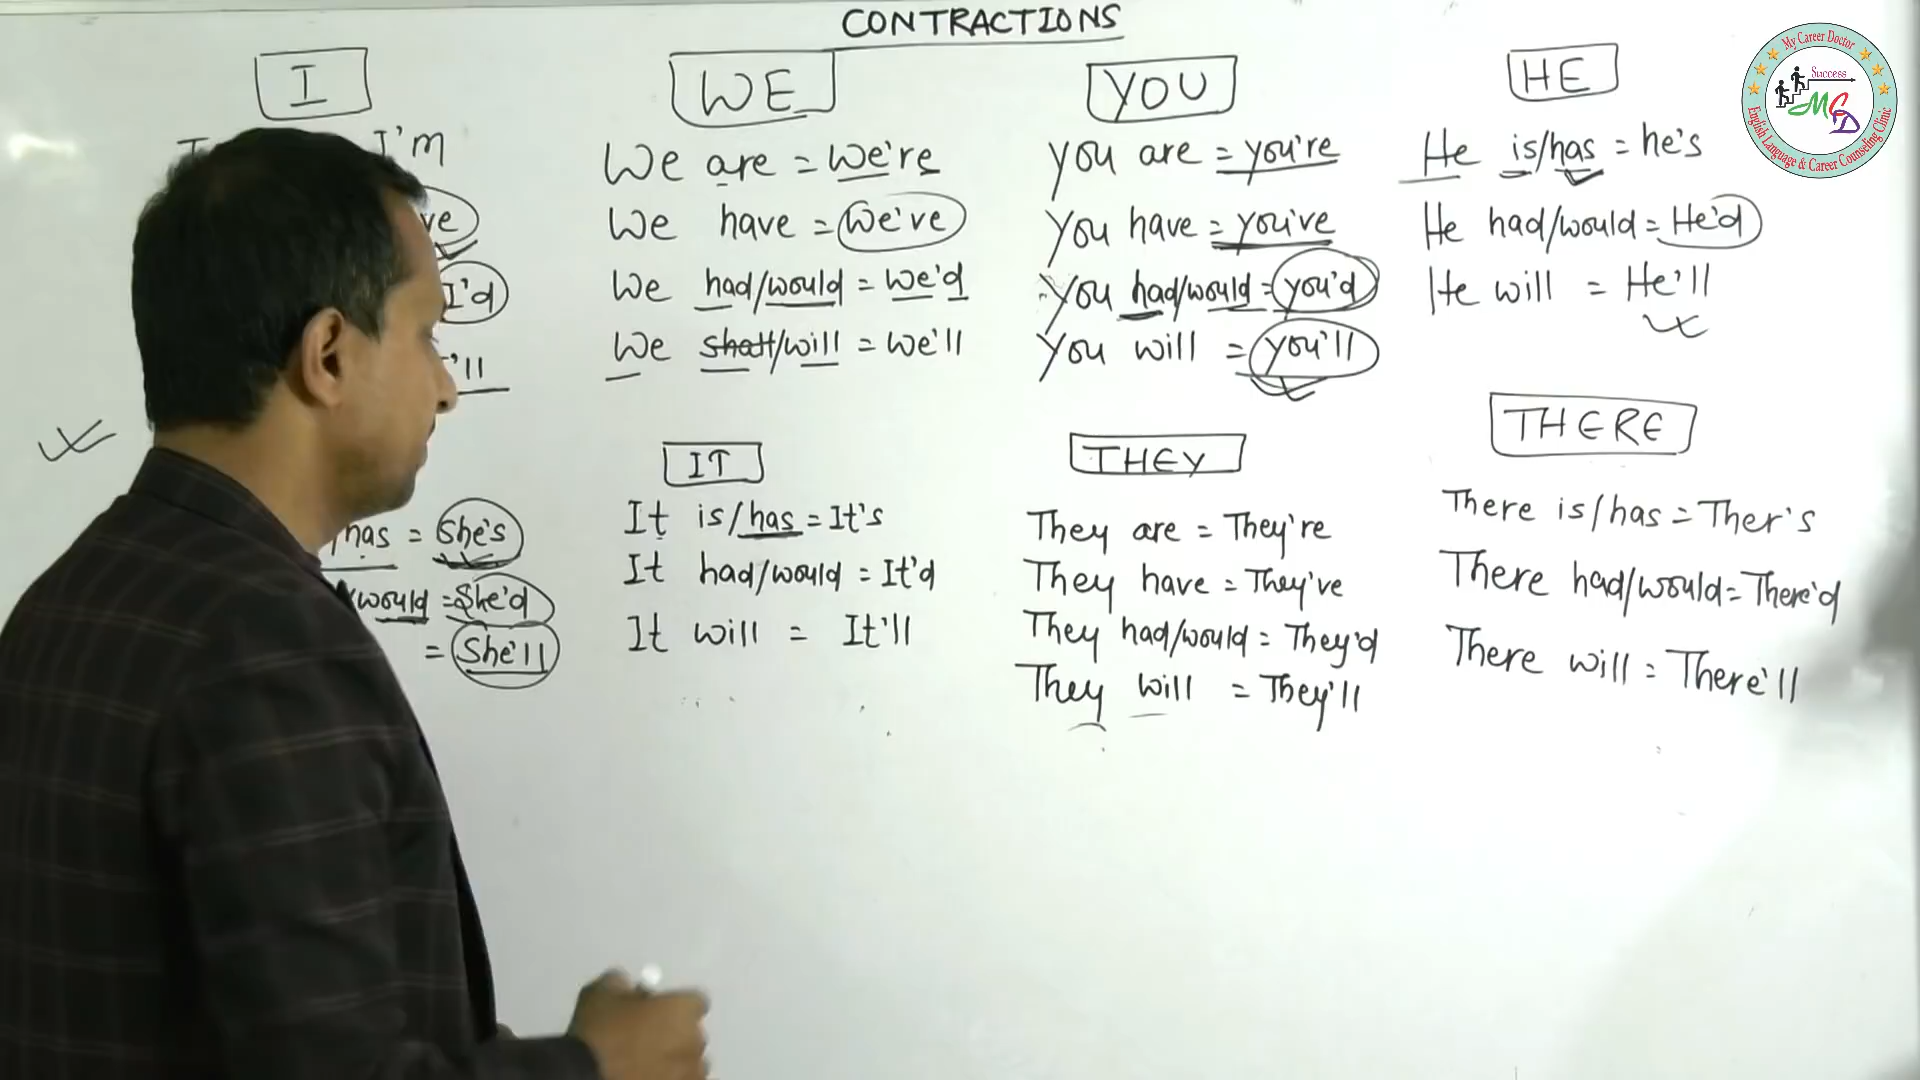 CONTRACTIONS
I
I'm
ve
I'd
'll
WE
We are = We're
We have = We've
We had/would = we'd
We shall/will = We'll
YOU
you are = you're
you have = you've
you had/would = you'd
you will = you'll
HE
He is/has = he's
He had/would = He'd
He will = He'll
has = She's
would = She'd
= She'll
IT
It is/has = It's
It had/would = It'd
It will = It'll
THEY
They are = They're
They have = They've
They had/would = They'd
They will = They'll
THERE
There is/has = Ther's
There had/would = There'd
There will = There'll
My Career Doctor
Success
MCD
English Language & Career Counseling Clinic